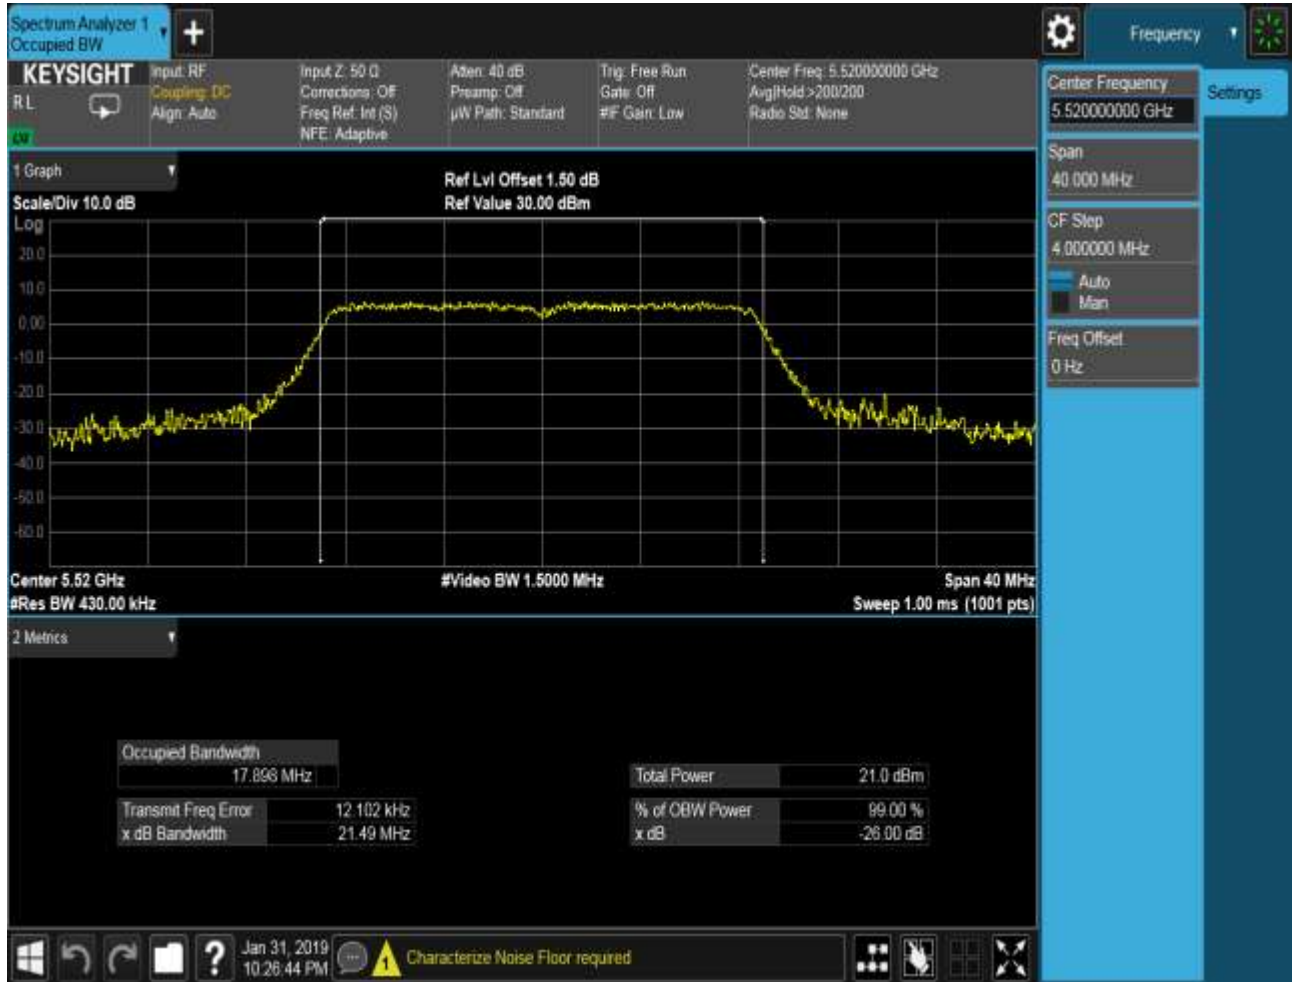 Spectrum Analyzer 1
Occupied BW
Frequency
KEYSIGHT
R L
Input: RF
Coupling: DC
Align: Auto
Input Z: 50 Ω
Corrections: Off
Freq Ref: Int (S)
NFE: Adaptive
Atten: 40 dB
Preamp: Off
µW Path: Standard
Trig: Free Run
Gate: Off
#IF Gain: Low
Center Freq: 5.520000000 GHz
Avg|Hold:>200/200
Radio Std: None
Center Frequency
5.520000000 GHz
Settings
Span
40.000 MHz
CF Step
4.000000 MHz
Auto
Man
Freq Offset
0 Hz
1 Graph
Scale/Div 10.0 dB
Ref Lvl Offset 1.50 dB
Ref Value 30.00 dBm
Log
20.0
10.0
0.00
-10.0
-20.0
-30.0
-40.0
-50.0
-60.0
Center 5.52 GHz
#Video BW 1.5000 MHz
Span 40 MHz
#Res BW 430.00 kHz
Sweep 1.00 ms (1001 pts)
2 Metrics
Occupied Bandwidth
17.896 MHz
Total Power 21.0 dBm
Transmit Freq Error 12.102 kHz
% of OBW Power 99.00 %
x dB Bandwidth 21.49 MHz
x dB -26.00 dB
?
Jan 31, 2019
10:26:44 PM
1
Characterize Noise Floor required